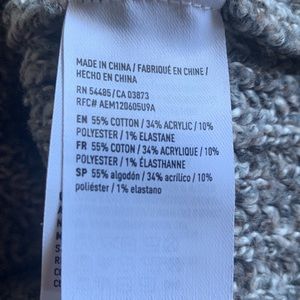 MADE IN CHINA / FABRIQUÉ EN CHINE /
HECHO EN CHINA
RN 54485/CA 03873
RFC# AEM120605U9A
EN 55% COTTON / 34% ACRYLIC / 10%
POLYESTER / 1% ELASTANE
FR 55% COTON / 34% ACRYLIQUE / 10%
POLYESTER / 1% ÉLASTHANNE
SP 55% algodón / 34% acrílico / 10%
poliéster / 1% elastano